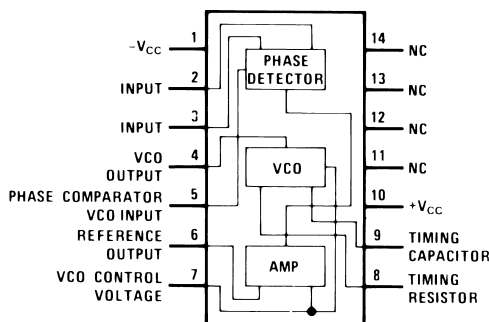 -VCC 1
INPUT 2
INPUT 3
VCO
OUTPUT 4
PHASE COMPARATOR
VCO INPUT 5
REFERENCE
OUTPUT 6
VCO CONTROL
VOLTAGE 7
PHASE
DETECTOR
VCO
AMP
14 NC
13 NC
12 NC
11 NC
10 +VCC
9 TIMING
CAPACITOR
8 TIMING
RESISTOR